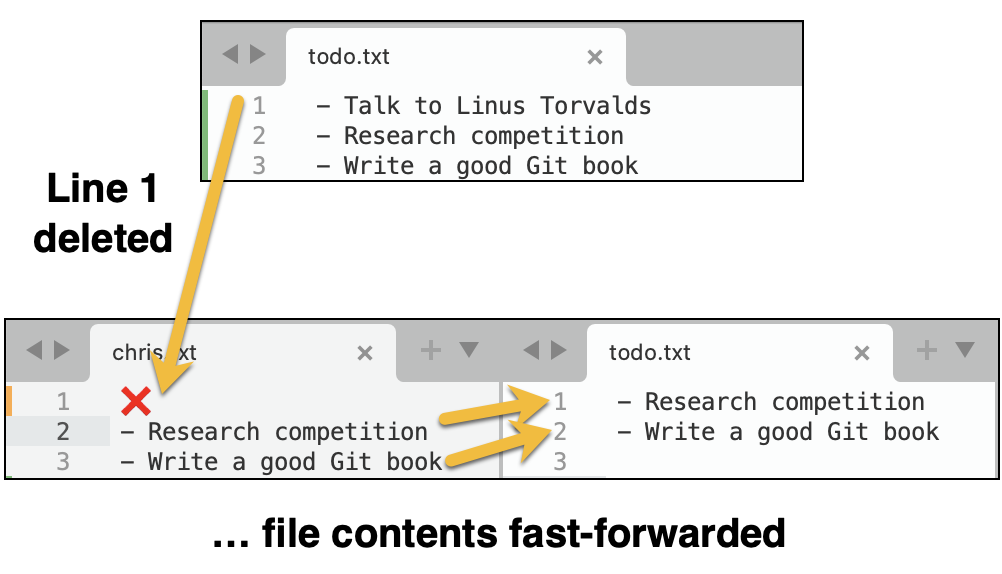 todo.txt
1 - Talk to Linus Torvalds
2 - Research competition
3 - Write a good Git book
Line 1
deleted
chris.txt
1
2 - Research competition
3 - Write a good Git book
todo.txt
1 - Research competition
2 - Write a good Git book
3
... file contents fast-forwarded